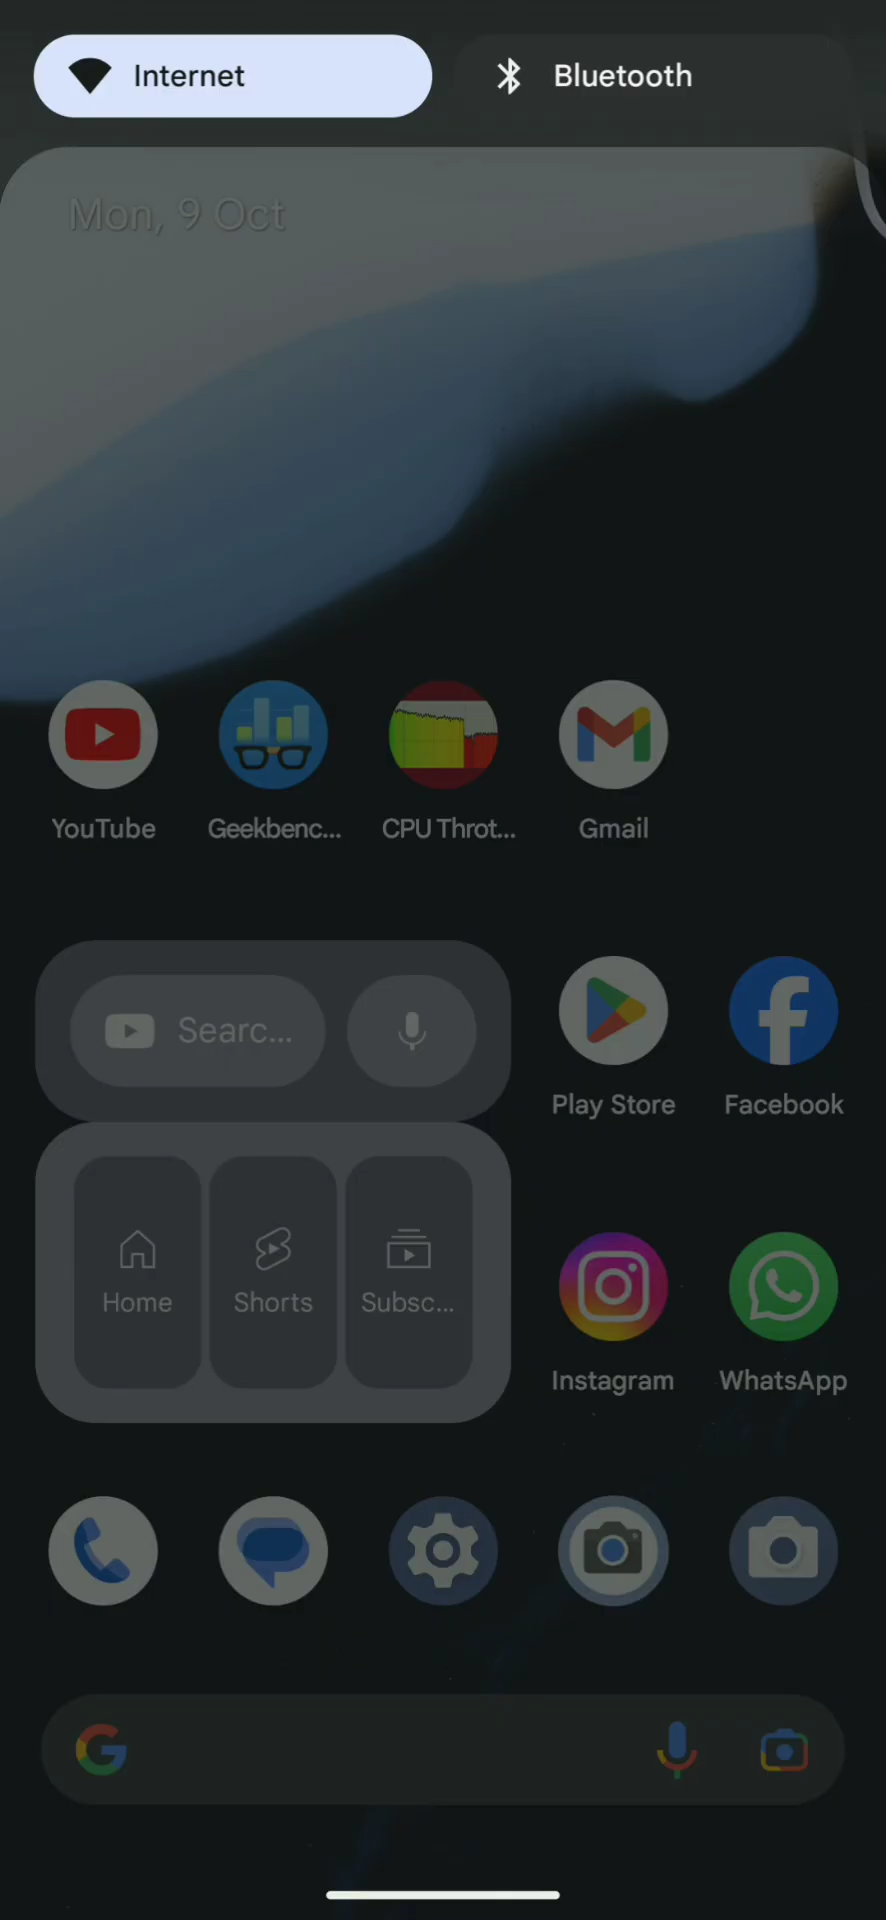 Internet
Bluetooth
Mon, 9 Oct
YouTube
Geekbenc...
CPU Throt...
Gmail
Searc...
Play Store
Facebook
Home
Shorts
Subsc...
Instagram
WhatsApp